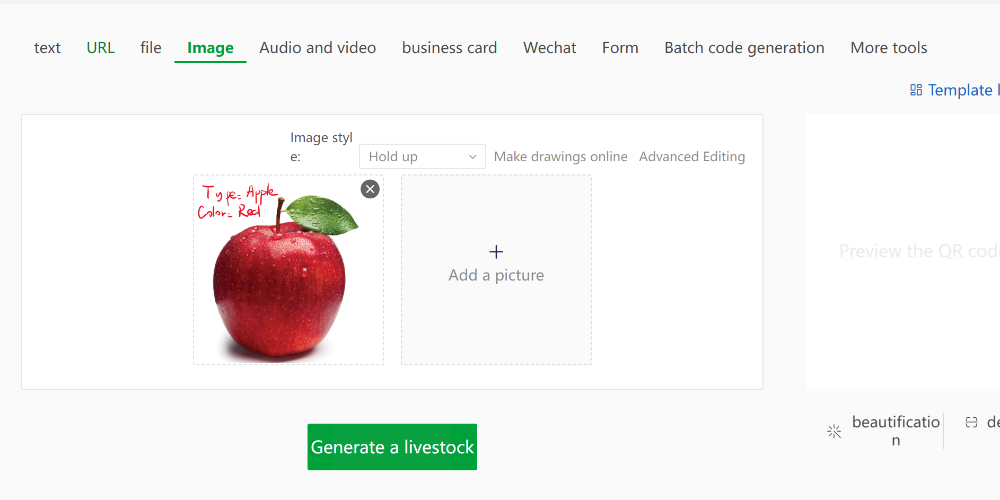 text URL file Image Audio and video business card Wechat Form Batch code generation More tools
Template
Image styl
e:
Hold up Make drawings online Advanced Editing
Type= Apple
Color= Red
Add a picture
Preview the QR
Generate a livestock
beautificatio
n